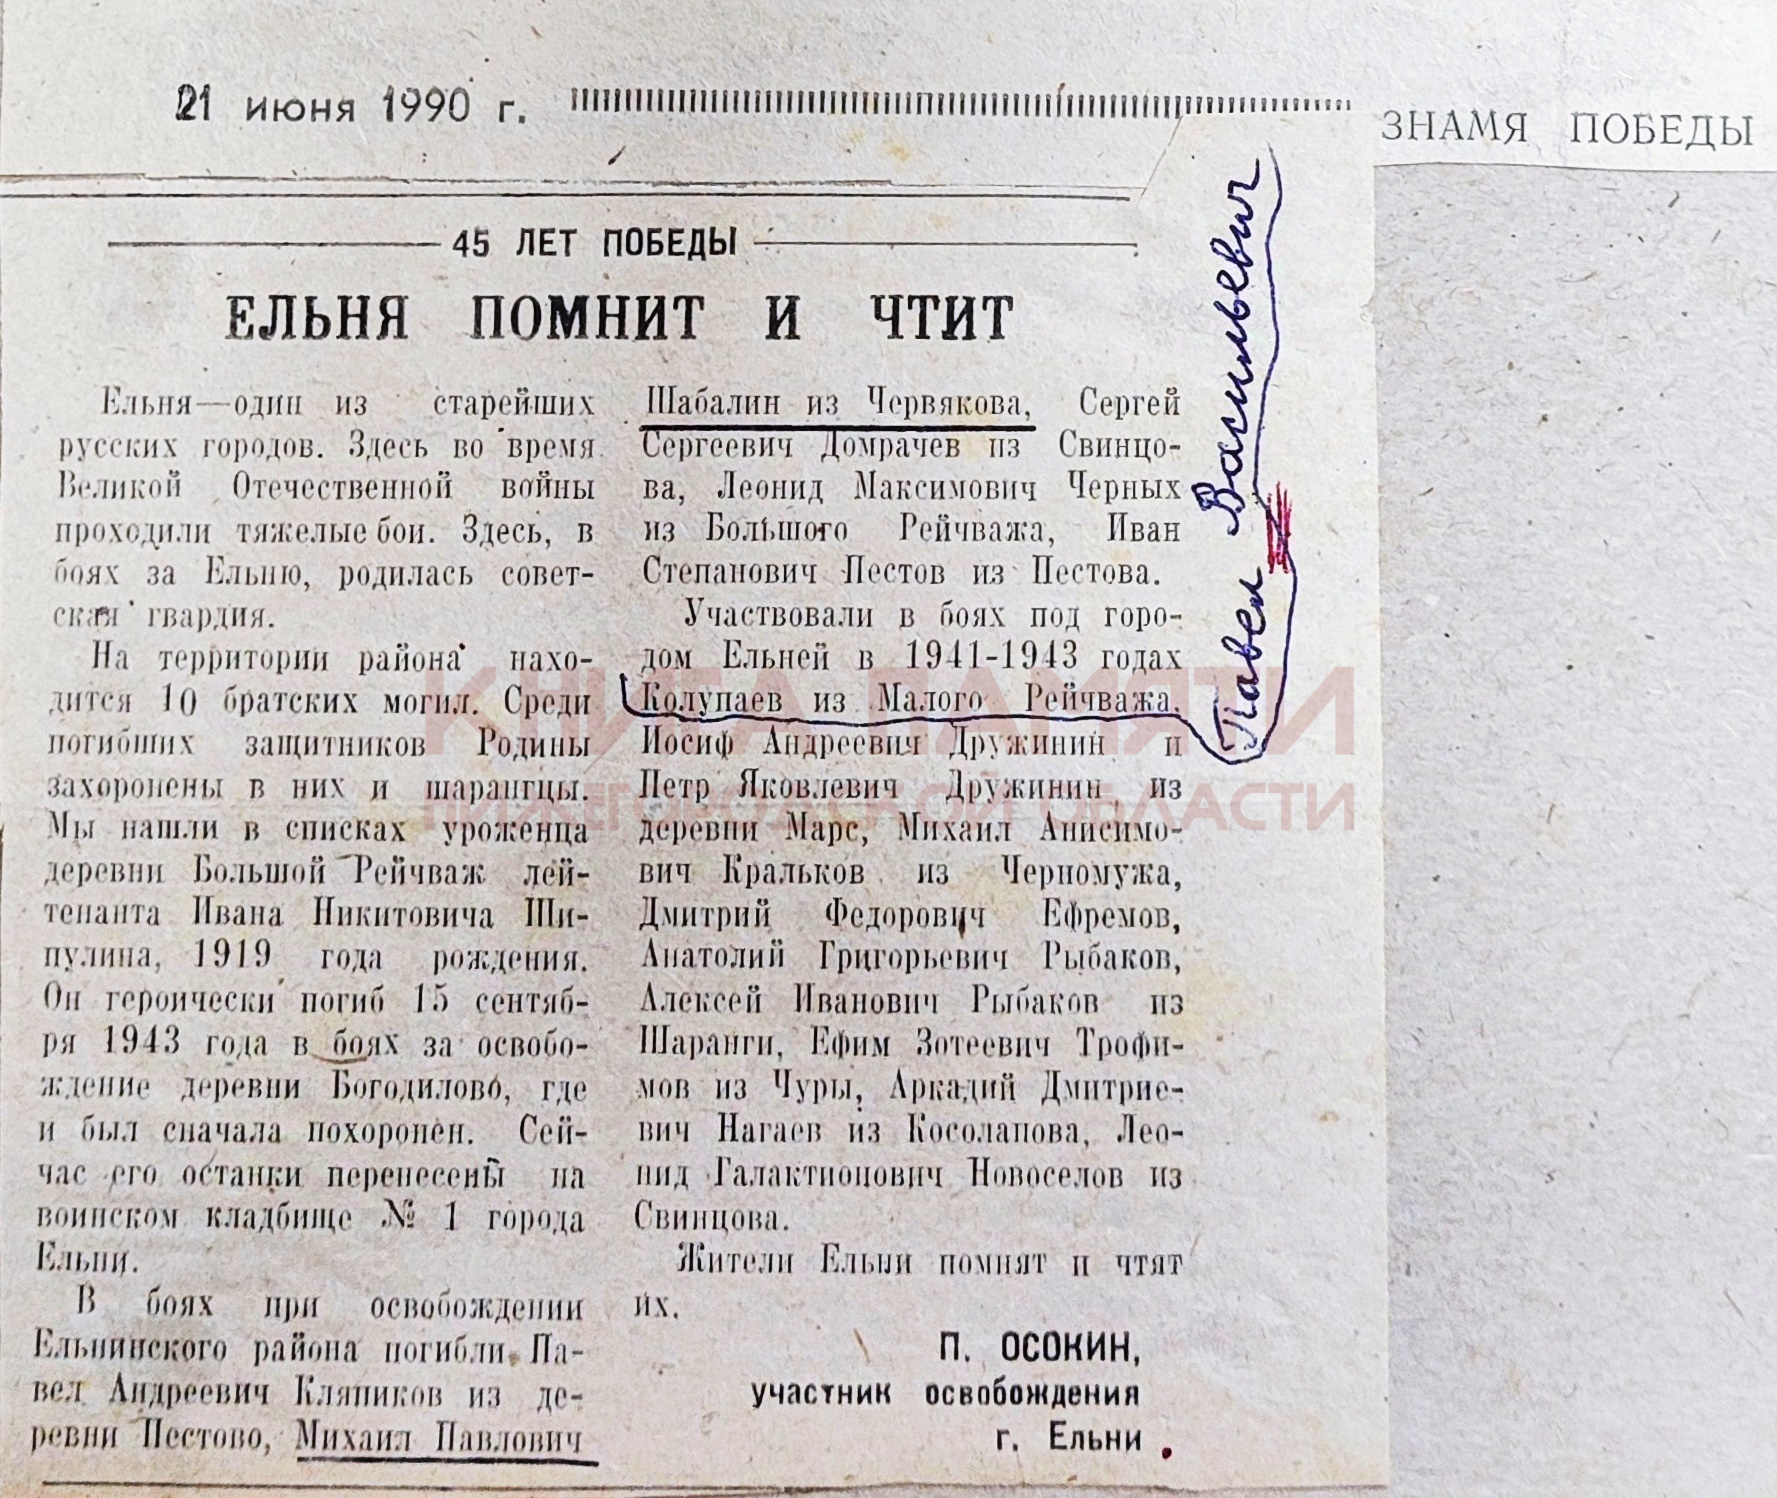 21 июня 1990 г.
ЗНАМЯ ПОБЕДЫ
45 ЛЕТ ПОБЕДЫ
ЕЛЬНЯ ПОМНИТ И ЧТИТ
Ельня—один из старейших
русских городов. Здесь во время
Великой Отечественной войны
проходили тяжелые бои. Здесь, в
боях за Ельню, родилась совет-
ская гвардия.
На территории района нахо-
дится 10 братских могил. Среди
погибших защитников Родины
захоронены в них и шарангцы.
Мы нашли в списках уроженца
деревни Большой Рейчваж лей-
тенанта Ивана Никитовича Ши-
пулина, 1919 года рождения.
Он героически погиб 15 сентяб-
ря 1943 года в боях за освобо-
ждение деревни Богодилово, где
и был сначала похоронен. Сей-
час его останки перенесены на
воинском кладбище № 1 города
Ельни.
В боях при освобождении
Ельнинского района погибли Па-
вел Андреевич Кляпиков из де-
ревни Пестово, Михаил Павлович
Шабалин из Червякова, Сергей
Сергеевич Домрачев из Свинцо-
ва, Леонид Максимович Черных
из Большого Рейчважа, Иван
Степанович Пестов из Пестова.
Участвовали в боях под горо-
дом Ельней в 1941-1943 годах
Колупаев из Малого Рейчважа,
Иосиф Андреевич Дружинин и
Петр Яковлевич Дружинин из
деревни Марс, Михаил Анисимо-
вич Кральков из Черномужа,
Дмитрий Федорович Ефремов,
Анатолий Григорьевич Рыбаков,
Алексей Иванович Рыбаков из
Шаранги, Ефим Зотеевич Трофи-
мов из Чуры, Аркадий Дмитрие-
вич Нагаев из Косолапова, Лео-
нид Галактионович Новоселов из
Свинцова.
Жители Ельни помнят и чтят
их.
П. ОСОКИН,
участник освобождения
г. Ельни.
Павел Васильевич
КНИГА ПАМЯТИ
НИЖЕГОРОДСКОЙ ОБЛАСТИ